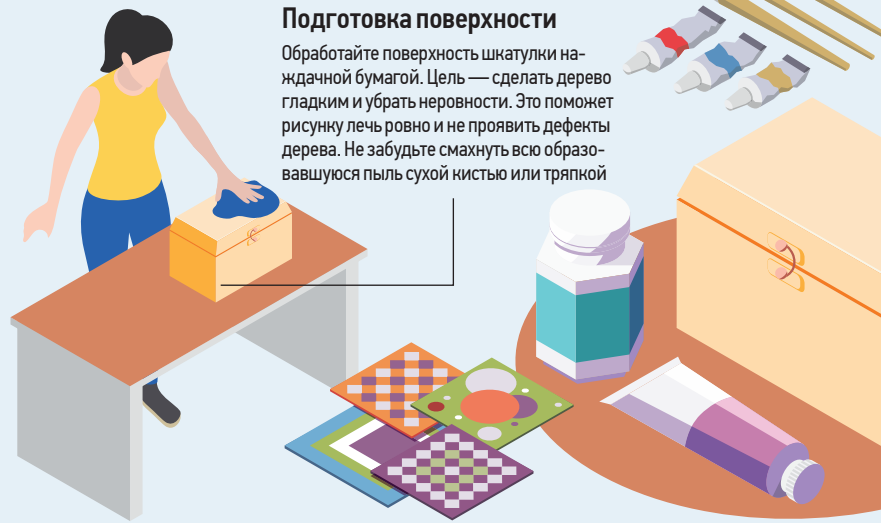 Подготовка поверхности
Обработайте поверхность шкатулки на-
ждачной бумагой. Цель — сделать дерево
гладким и убрать неровности. Это поможет
рисунку лечь ровно и не проявить дефекты
дерева. Не забудьте смахнуть всю образо-
вавшуюся пыль сухой кистью или тряпкой